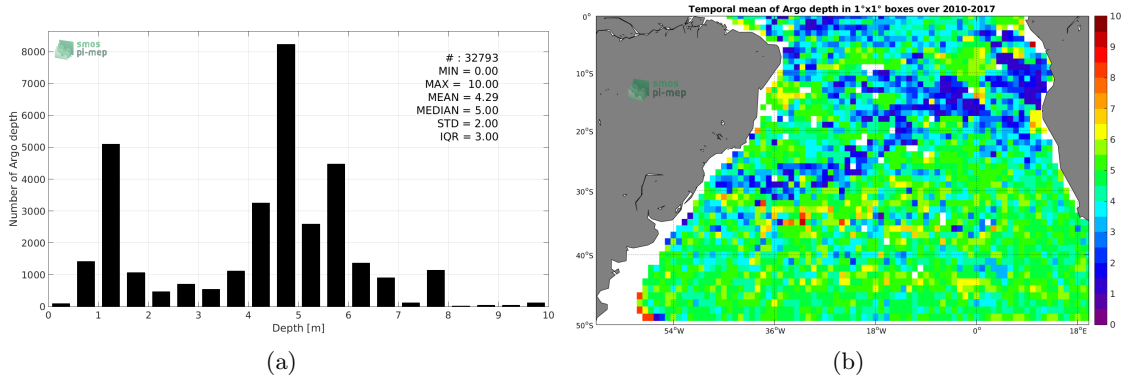 smos
pi-mep
# : 32793
MIN = 0.00
MAX = 10.00
MEAN = 4.29
MEDIAN = 5.00
STD = 2.00
IQR = 3.00
Number of Argo depth
8000
7000
6000
5000
4000
3000
2000
1000
0
0 1 2 3 4 5 6 7 8 9 10
Depth [m]
(a)
Temporal mean of Argo depth in 1°x1° boxes over 2010-2017
smos
pi-mep
0°
10°S
20°S
30°S
40°S
50°S
54°W 36°W 18°W 0° 18°E
10
9
8
7
6
5
4
3
2
1
0
(b)